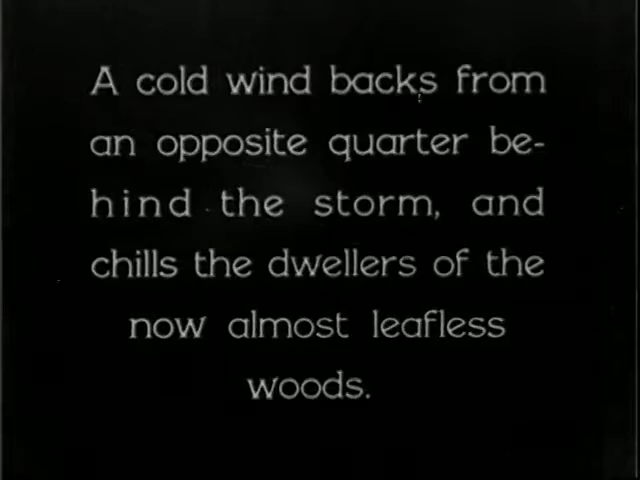 A cold wind backs from
an opposite quarter be-
hind the storm, and
chills the dwellers of the
now almost leafless
woods.